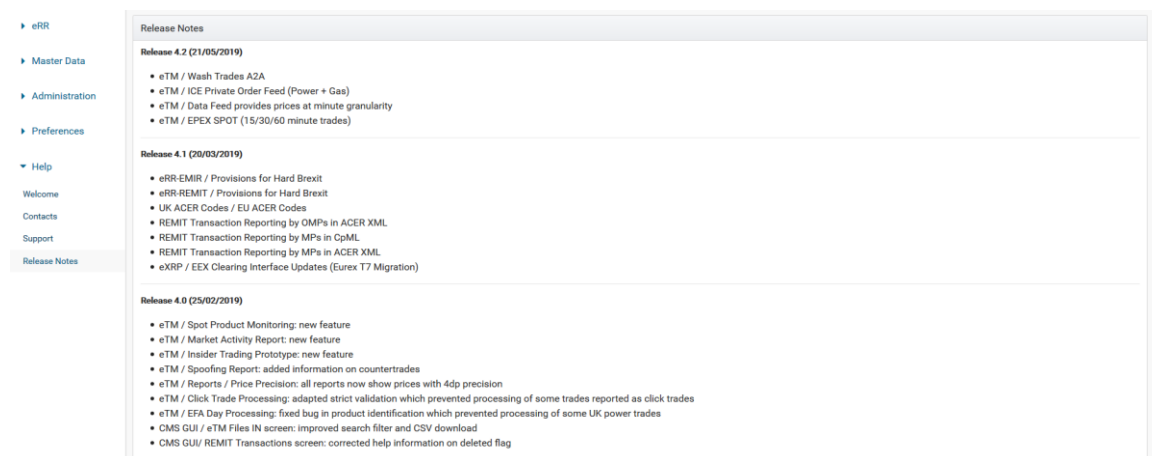 eRR
Master Data
Administration
Preferences
Help
Welcome
Contacts
Support
Release Notes
Release Notes
Release 4.2 (21/05/2019)
• eTM / Wash Trades A2A
• eTM / ICE Private Order Feed (Power + Gas)
• eTM / Data Feed provides prices at minute granularity
• eTM / EPEX SPOT (15/30/60 minute trades)
Release 4.1 (20/03/2019)
• eRR-EMIR / Provisions for Hard Brexit
• eRR-REMIT / Provisions for Hard Brexit
• UK ACER Codes / EU ACER Codes
• REMIT Transaction Reporting by OMPs in ACER XML
• REMIT Transaction Reporting by MPs in CpML
• REMIT Transaction Reporting by MPs in ACER XML
• eXRP / EEX Clearing Interface Updates (Eurex T7 Migration)
Release 4.0 (25/02/2019)
• eTM / Spot Product Monitoring: new feature
• eTM / Market Activity Report: new feature
• eTM / Insider Trading Prototype: new feature
• eTM / Spoofing Report: added information on countertrades
• eTM / Reports / Price Precision: all reports now show prices with 4dp precision
• eTM / Click Trade Processing: adapted strict validation which prevented processing of some trades reported as click trades
• eTM / EFA Day Processing: fixed bug in product identification which prevented processing of some UK power trades
• CMS GUI / eTM Files IN screen: improved search filter and CSV download
• CMS GUI/ REMIT Transactions screen: corrected help information on deleted flag